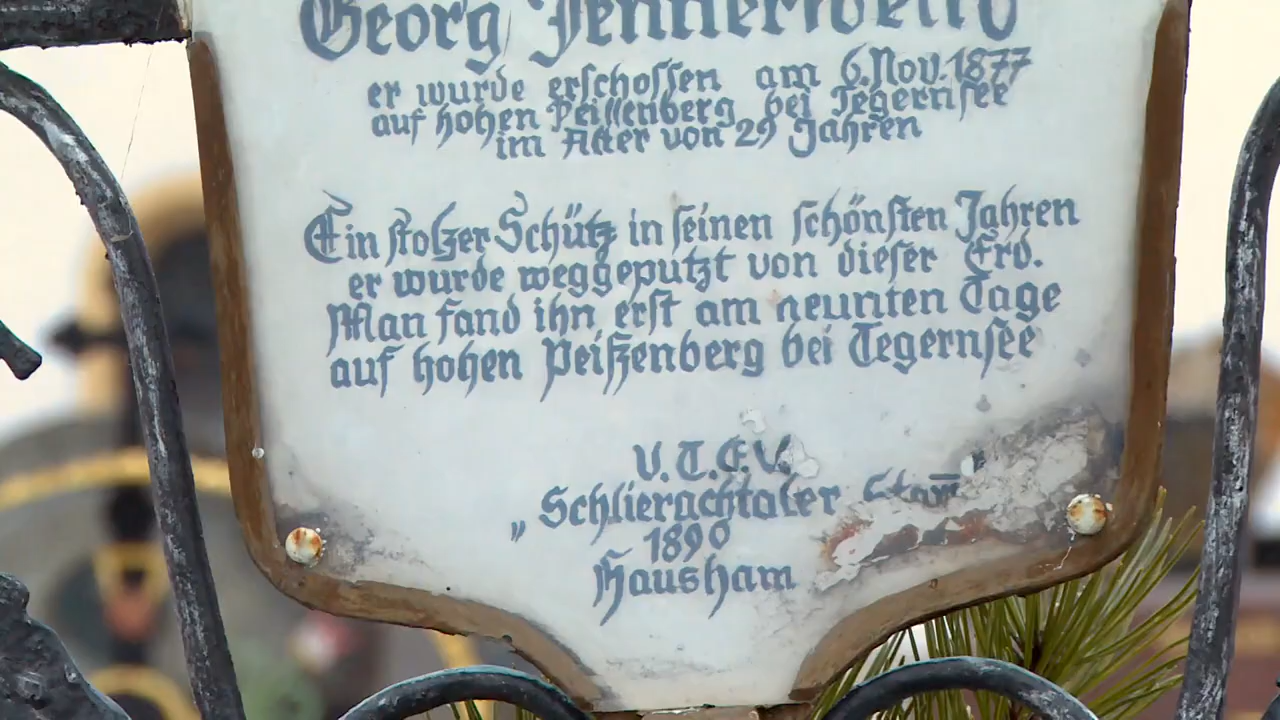 Georg Jennerwein
er wurde erschossen am 6. Nov. 1877
auf hohen Peissenberg bei Tegernsee
im Alter von 29 Jahren
Ein stolzer Schütz in seinen schönsten Jahren
er wurde weggeputzt von dieser Erd.
Man fand ihn erst am neunten Tage
auf hohen Peißenberg bei Tegernsee
V.T.E.V.
„Schlierachtaler
1890
Hausham